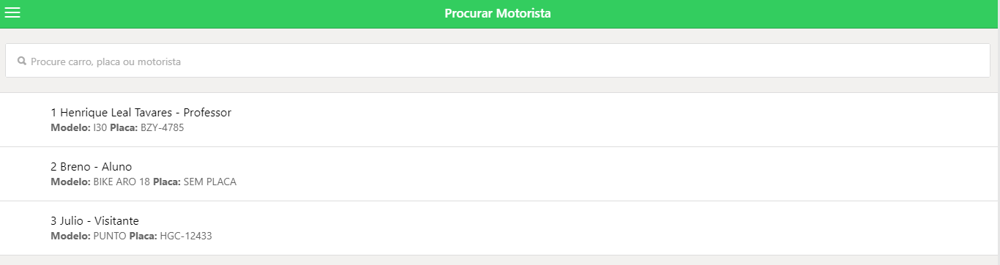 Procurar Motorista
Procure carro, placa ou motorista
1 Henrique Leal Tavares - Professor
Modelo: I30 Placa: BZY-4785
2 Breno - Aluno
Modelo: BIKE ARO 18 Placa: SEM PLACA
3 Julio - Visitante
Modelo: PUNTO Placa: HGC-12433